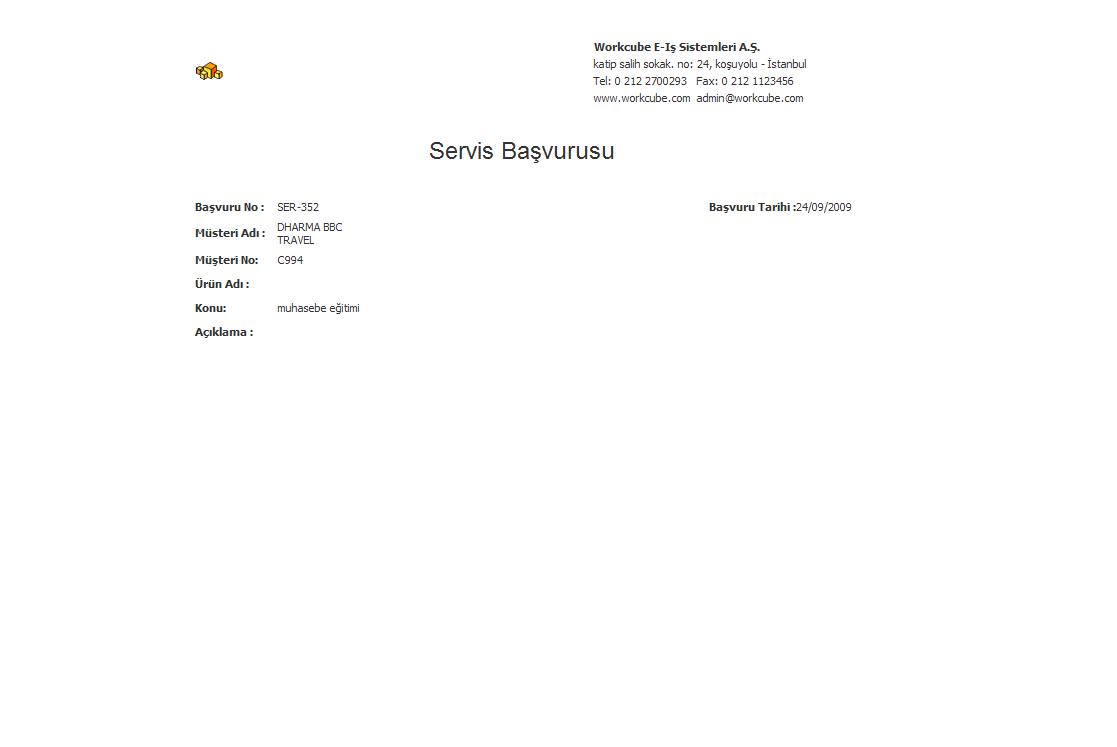 Workcube E-Iş Sistemleri A.Ş.
katip salih sokak. no: 24, koşuyolu - İstanbul
Tel: 0 212 2700293 Fax: 0 212 1123456
www.workcube.com admin@workcube.com
Servis Başvurusu
Başvuru No : SER-352 Başvuru Tarihi :24/09/2009
Müsteri Adı : DHARMA BBC
TRAVEL
Müşteri No: C994
Ürün Adı :
Konu: muhasebe eğitimi
Açıklama :